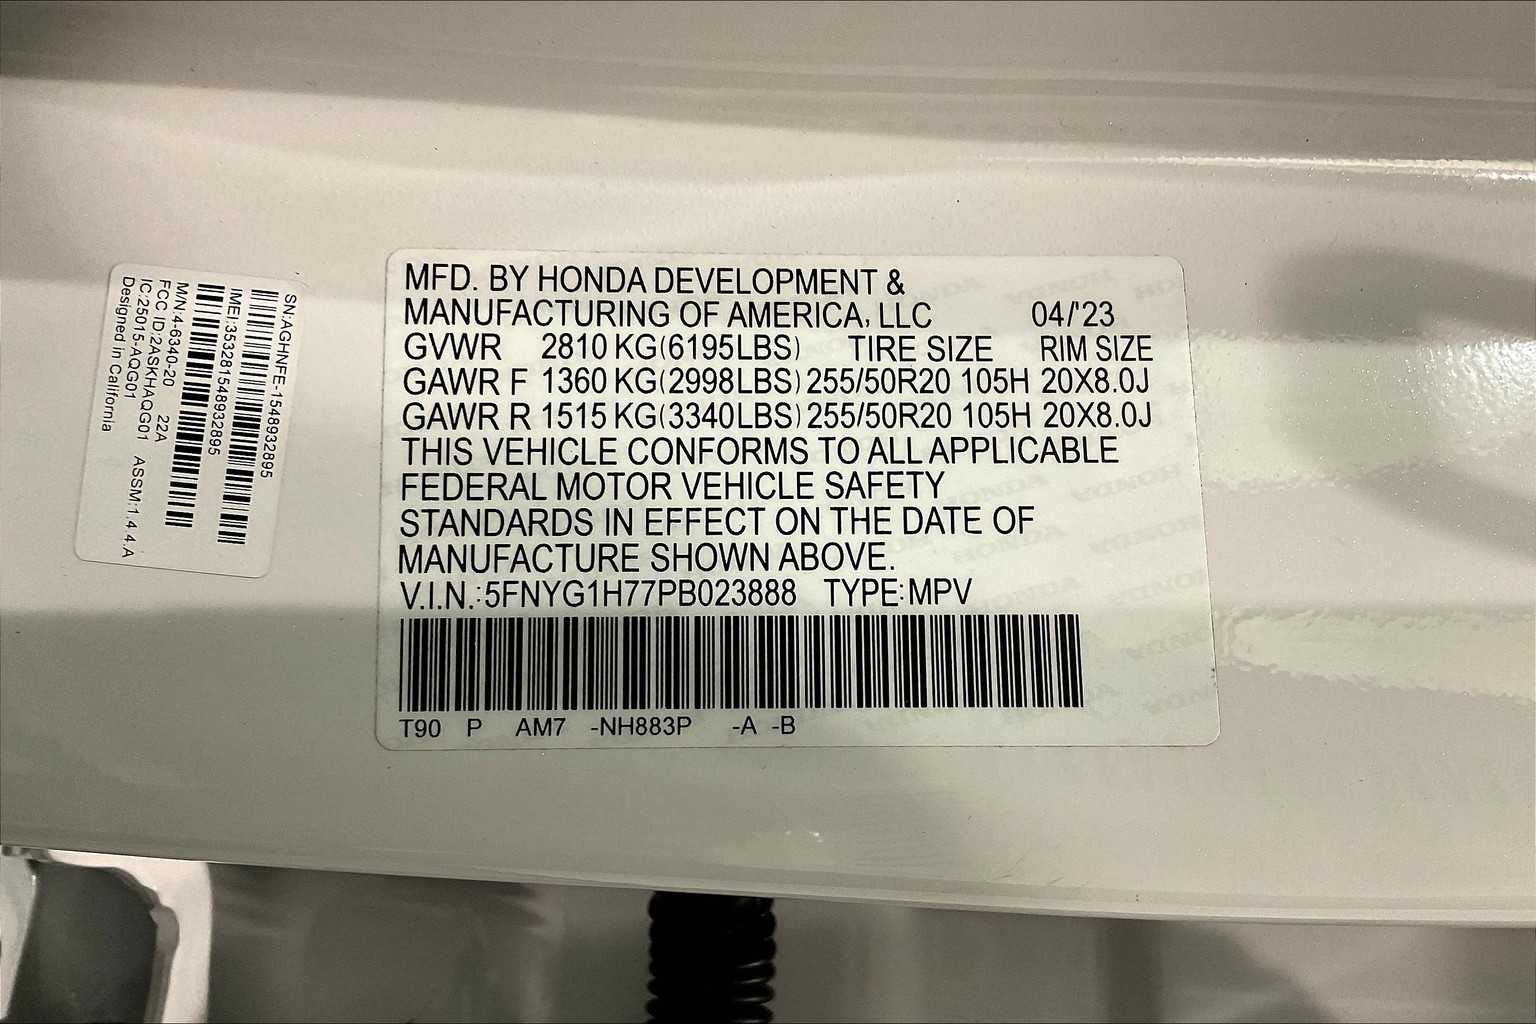 SN:AGHNFE-1548932895
IMEI:353281548932895
M/N:4-6340-20 22A
FCC ID:2ASKH/AQG01 ASSM:1.4.4.A
IC:25015-AQG01
Designed in California
MFD. BY HONDA DEVELOPMENT &
MANUFACTURING OF AMERICA, LLC 04/'23
GVWR 2810 KG(6195LBS) TIRE SIZE RIM SIZE
GAWR F 1360 KG(2998LBS) 255/50R20 105H 20X8.0J
GAWR R 1515 KG(3340LBS) 255/50R20 105H 20X8.0J
THIS VEHICLE CONFORMS TO ALL APPLICABLE
FEDERAL MOTOR VEHICLE SAFETY
STANDARDS IN EFFECT ON THE DATE OF
MANUFACTURE SHOWN ABOVE.
V.I.N.:5FNYG1H77PB023888 TYPE:MPV
T90 P AM7 -NH883P -A -B